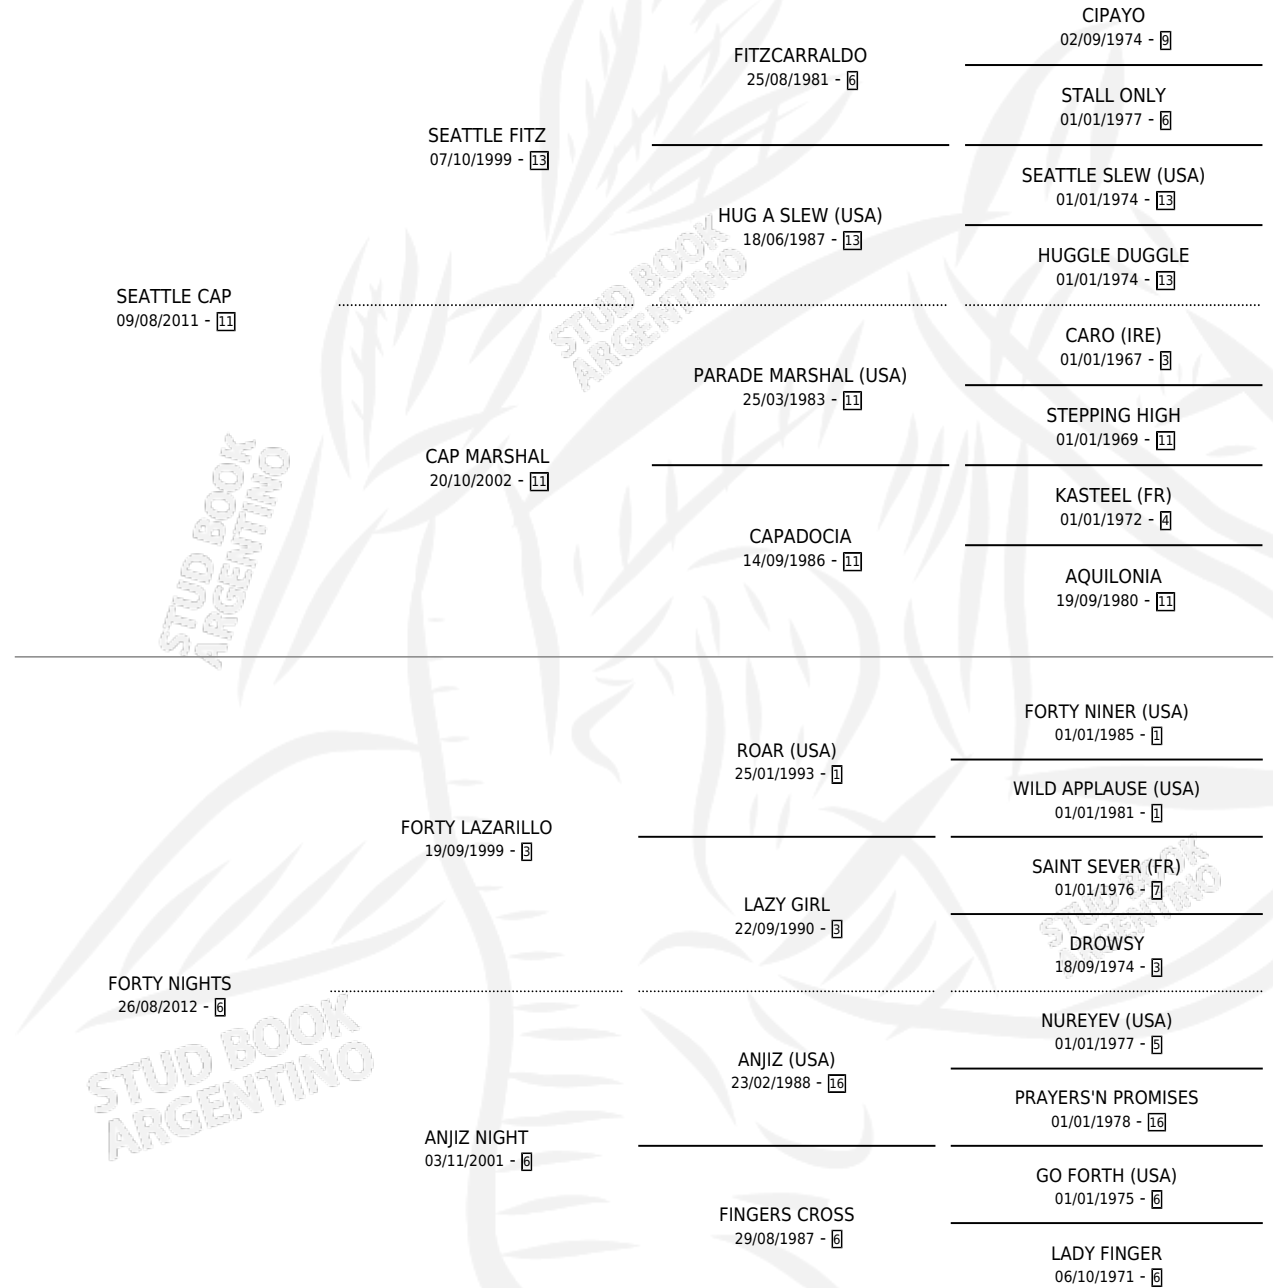 CIPAYO
02/09/1974 - 9
FITZCARRALDO
25/08/1981 - 6
STALL ONLY
01/01/1977 - 6
SEATTLE FITZ
07/10/1999 - 13
SEATTLE SLEW (USA)
01/01/1974 - 13
HUG A SLEW (USA)
18/06/1987 - 13
HUGGLE DUGGLE
01/01/1974 - 13
SEATTLE CAP
09/08/2011 - 11
CARO (IRE)
01/01/1967 - 3
PARADE MARSHAL (USA)
25/03/1983 - 11
STEPPING HIGH
01/01/1969 - 11
CAP MARSHAL
20/10/2002 - 11
KASTEEL (FR)
01/01/1972 - 4
CAPADOCIA
14/09/1986 - 11
AQUILONIA
19/09/1980 - 11
FORTY NINER (USA)
01/01/1985 - 1
ROAR (USA)
25/01/1993 - 1
WILD APPLAUSE (USA)
01/01/1981 - 1
FORTY LAZARILLO
19/09/1999 - 3
SAINT SEVER (FR)
01/01/1976 - 7
LAZY GIRL
22/09/1990 - 3
DROWSY
18/09/1974 - 3
FORTY NIGHTS
26/08/2012 - 6
NUREYEV (USA)
01/01/1977 - 5
ANJIZ (USA)
23/02/1988 - 16
PRAYERS'N PROMISES
01/01/1978 - 16
ANJIZ NIGHT
03/11/2001 - 6
GO FORTH (USA)
01/01/1975 - 6
FINGERS CROSS
29/08/1987 - 6
LADY FINGER
06/10/1971 - 6
STUD BOOK
ARGENTINO
STUD BOOK
ARGENTINO
STUD BOOK
ARGENTINO
STUD BOOK
ARGENTINO